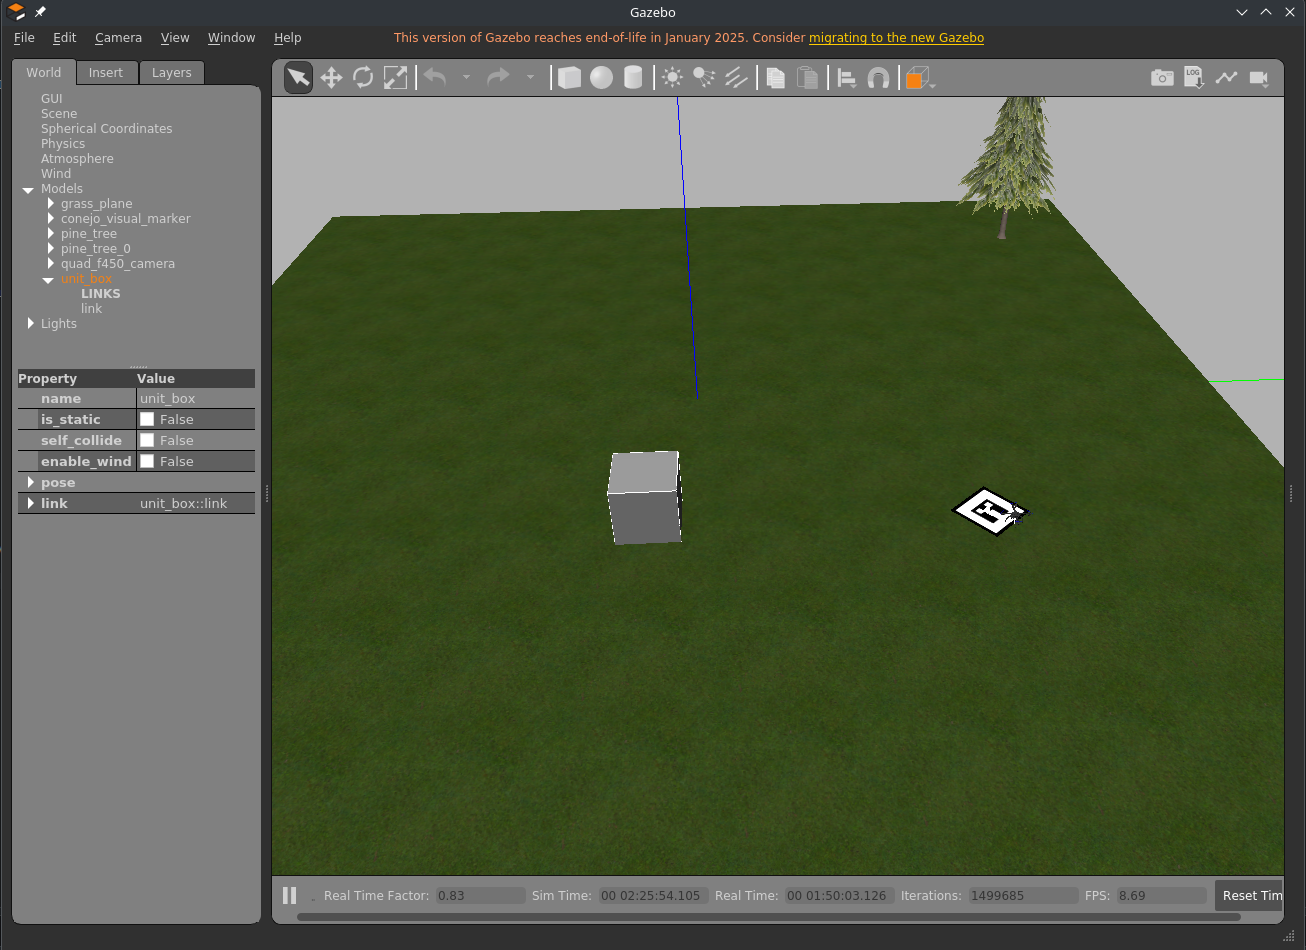 Gazebo
File Edit Camera View Window Help This version of Gazebo reaches end-of-life in January 2025. Consider migrating to the new Gazebo
World Insert Layers
LOG
GUI
Scene
Spherical Coordinates
Physics
Atmosphere
Wind
Models
grass_plane
conejo_visual_marker
pine_tree
pine_tree_0
quad_f450_camera
unit_box
LINKS
link
Lights
Property Value
name unit_box
is_static False
self_collide False
enable_wind False
pose
link unit_box::link
Real Time Factor: 0.83 Sim Time: 00 02:25:54.105 Real Time: 00 01:50:03.126 Iterations: 1499685 FPS: 8.69 Reset Tim